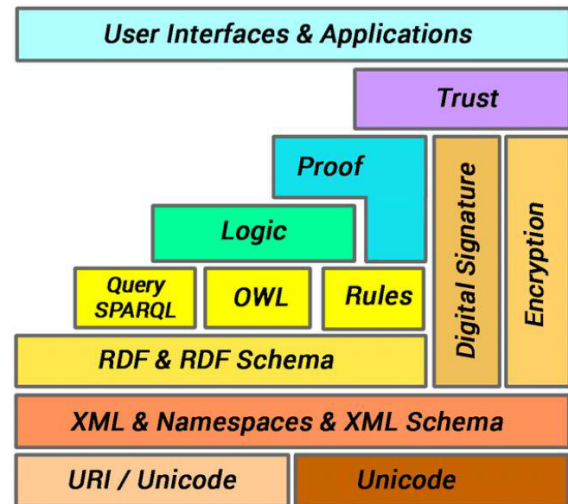 User Interfaces & Applications
Trust
Proof
Logic
Query
SPARQL
OWL
Rules
Digital Signature
Encryption
RDF & RDF Schema
XML & Namespaces & XML Schema
URI / Unicode
Unicode